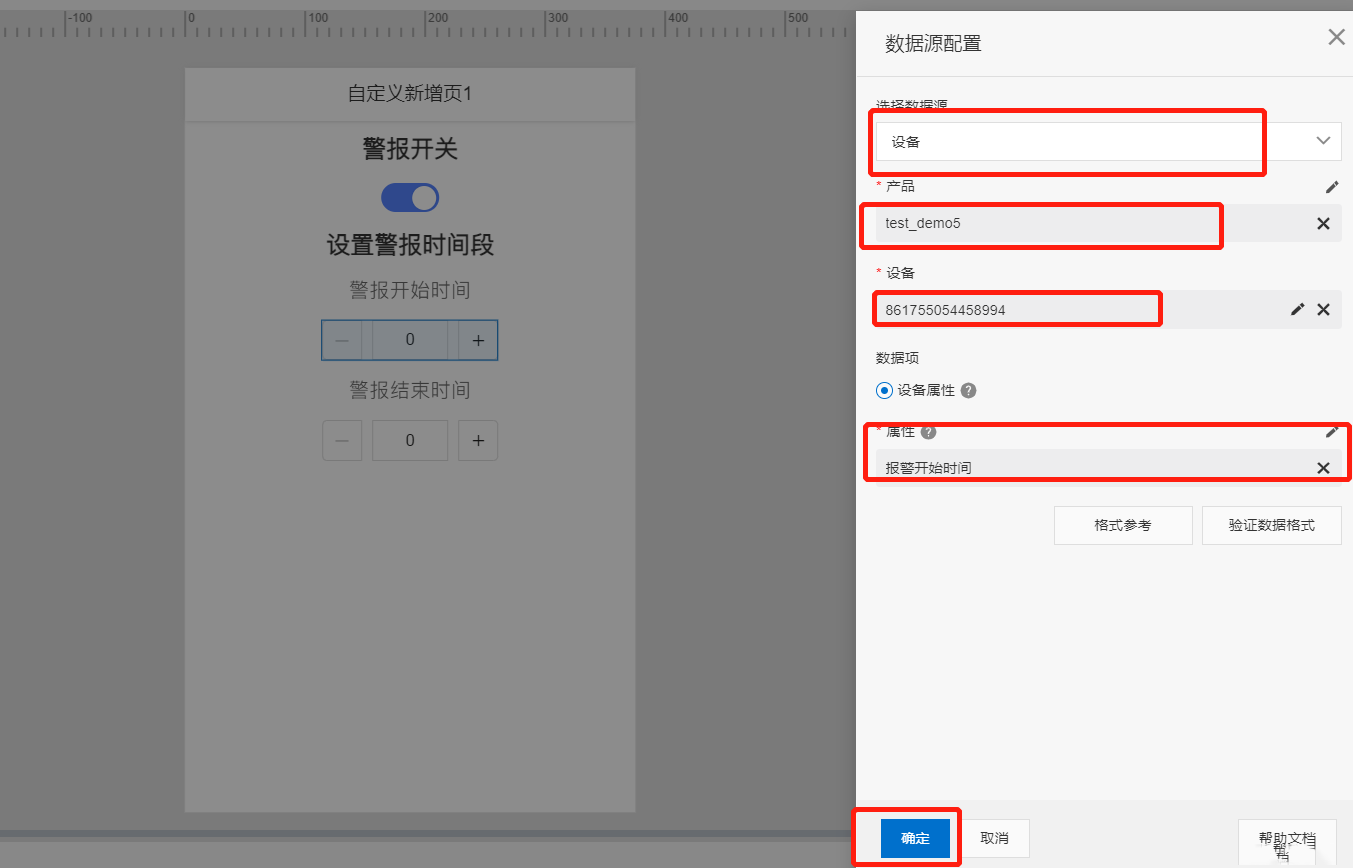 -100 0 100 200 300 400 500
自定义新增页1
警报开关
设置警报时间段
警报开始时间
0
警报结束时间
0
数据源配置
选择数据源
设备
* 产品
test_demo5
* 设备
861755054458994
数据项
设备属性
* 属性
报警开始时间
格式参考 验证数据格式
确定 取消 帮助文档